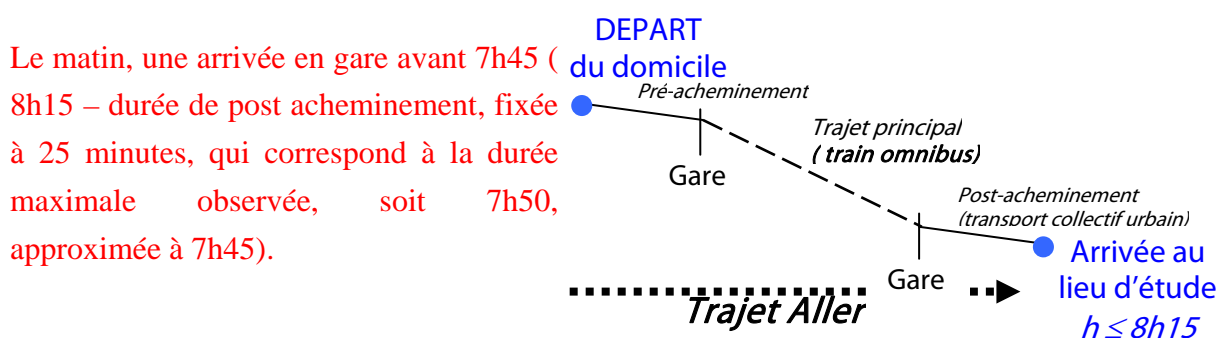 Le matin, une arrivée en gare avant 7h45 (
8h15 – durée de post acheminement, fixée
à 25 minutes, qui correspond à la durée
maximale observée, soit 7h50,
approximée à 7h45).
DEPART
du domicile
Pré-acheminement
Gare
Trajet principal
( train omnibus)
Post-acheminement
(transport collectif urbain)
Gare
Arrivée au
lieu d’étude
h ≤ 8h15
Trajet Aller